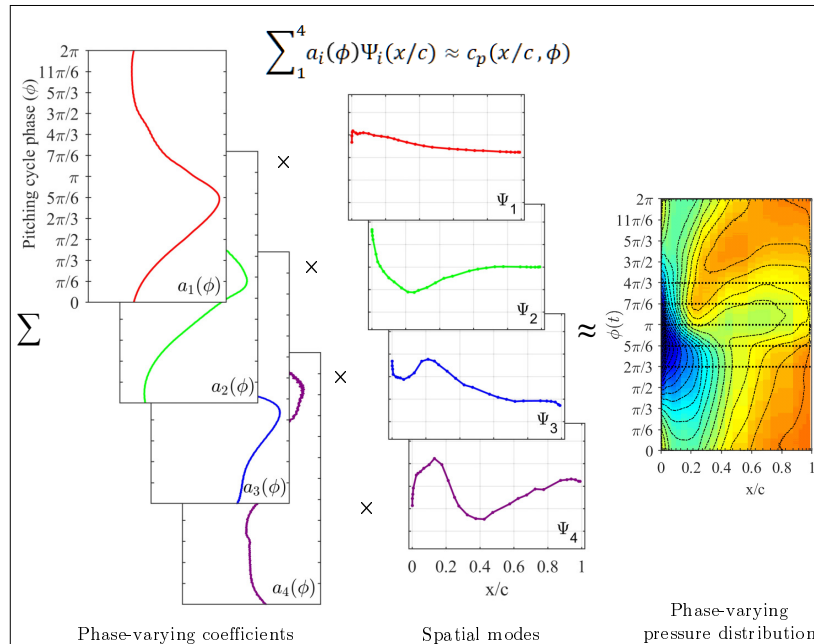 ∑₁⁴ aᵢ(ϕ)Ψᵢ(x/c) ≈ c_p(x/c, ϕ)
Pitching cycle phase (ϕ)
2π
11π/6
5π/3
3π/2
4π/3
7π/6
π
5π/6
2π/3
π/2
π/3
π/6
0
a₁(ϕ)
a₂(ϕ)
a₃(ϕ)
a₄(ϕ)
∑
×
×
×
×
Ψ₁
Ψ₂
Ψ₃
Ψ₄
0 0.2 0.4 0.6 0.8 1
x/c
≈
ϕ(t)
2π
11π/6
5π/3
3π/2
4π/3
7π/6
π
5π/6
2π/3
π/2
π/3
π/6
0
0 0.2 0.4 0.6 0.8 1
x/c
Phase-varying coefficients
Spatial modes
Phase-varying
pressure distribution